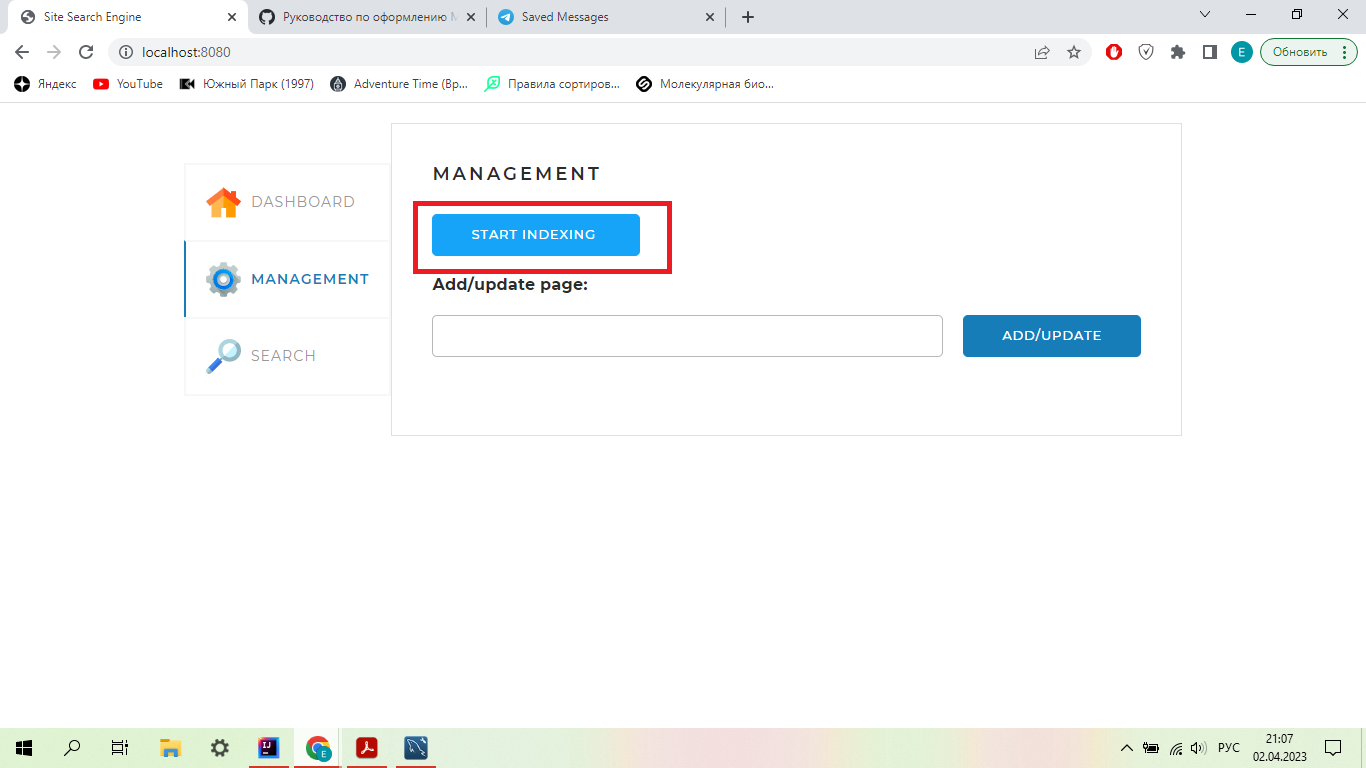 Site Search Engine
Руководство по оформлению
Saved Messages
localhost:8080
E
Обновить
Яндекс
YouTube
Южный Парк (1997)
Adventure Time (Вр...
Правила сортиров...
Молекулярная био...
MANAGEMENT
DASHBOARD
START INDEXING
MANAGEMENT
Add/update page:
ADD/UPDATE
SEARCH
IJ
E
РУС
21:07
02.04.2023